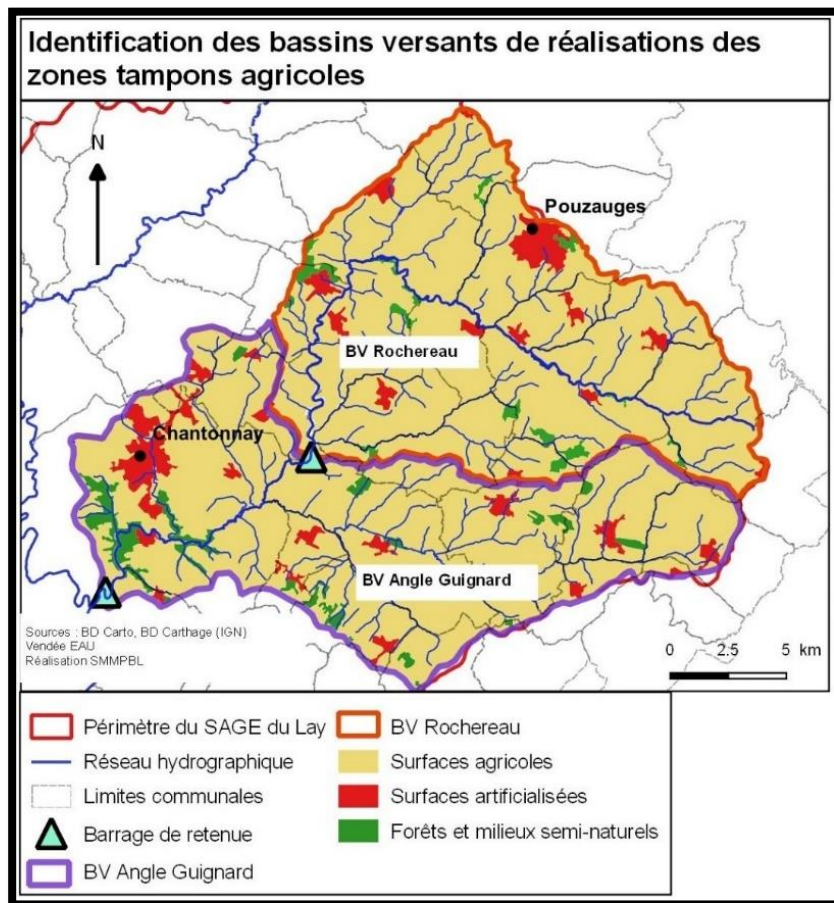 Identification des bassins versants de réalisations des
zones tampons agricoles
N
Pouzauges
BV Rochereau
Chantonnay
BV Angle Guignard
Sources : BD Carto, BD Carthage (IGN)
Vendée EAU
Réalisation SMMPBL
0 2.5 5 km
Périmètre du SAGE du Lay
Réseau hydrographique
Limites communales
Barrage de retenue
BV Angle Guignard
BV Rochereau
Surfaces agricoles
Surfaces artificialisées
Forêts et milieux semi-naturels